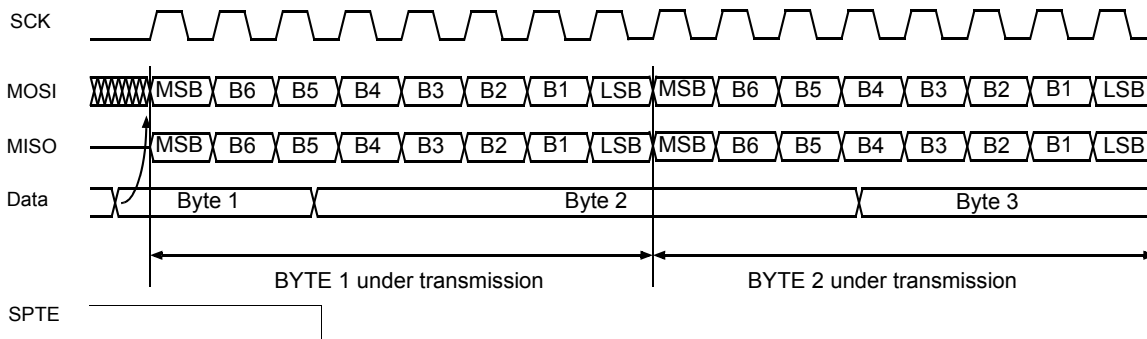 SCK
MOSI MSB B6 B5 B4 B3 B2 B1 LSB MSB B6 B5 B4 B3 B2 B1 LSB
MISO MSB B6 B5 B4 B3 B2 B1 LSB MSB B6 B5 B4 B3 B2 B1 LSB
Data Byte 1 Byte 2 Byte 3
BYTE 1 under transmission BYTE 2 under transmission
SPTE